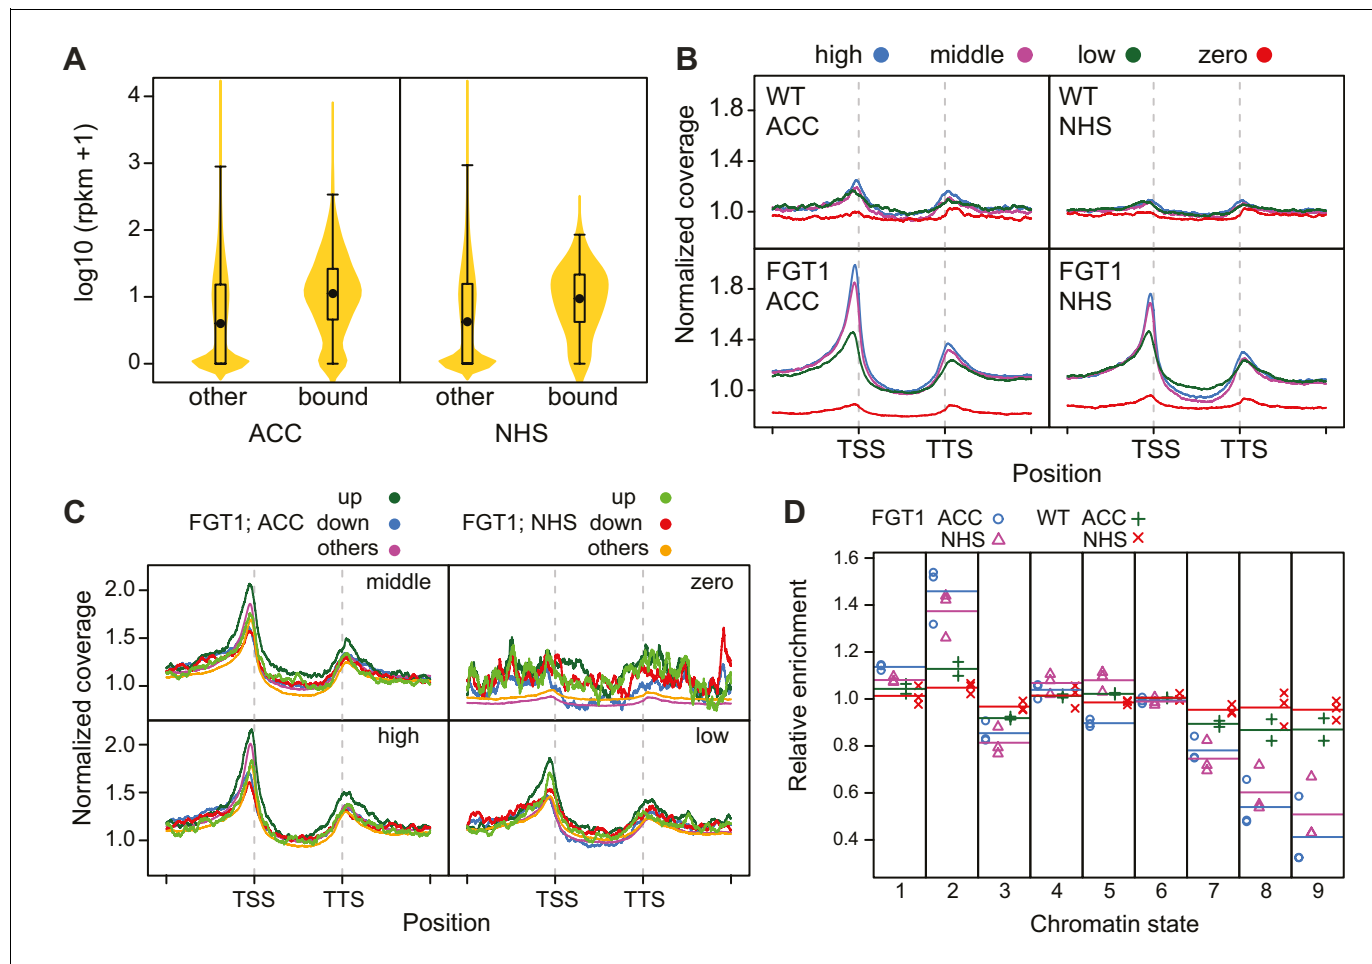 A
log10 (rpkm +1)
4
3
2
1
0
other
bound
other
bound
ACC
NHS
B
high
middle
low
zero
Normalized coverage
1.8
1.4
1.0
1.8
1.4
1.0
WT
ACC
WT
NHS
FGT1
ACC
FGT1
NHS
TSS
TTS
TSS
TTS
Position
C
up
FGT1; ACC down
others
up
FGT1; NHS down
others
Normalized coverage
2.0
1.5
1.0
2.0
1.5
1.0
middle
zero
high
low
TSS
TTS
TSS
TTS
Position
D
FGT1 ACC
NHS
WT ACC
NHS
Relative enrichment
1.6
1.4
1.2
1.0
0.8
0.6
0.4
1 2 3 4 5 6 7 8 9
Chromatin state